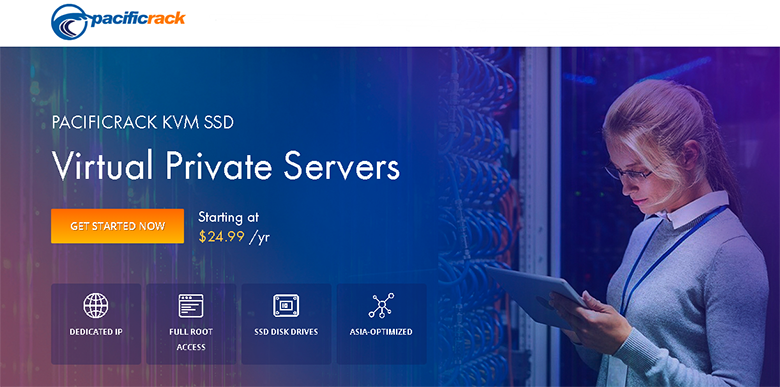 pacificrack
PACIFICRACK KVM SSD
Virtual Private Servers
GET STARTED NOW
Starting at
$24.99 /yr
DEDICATED IP
FULL ROOT
ACCESS
SSD DISK DRIVES
ASIA-OPTIMIZED